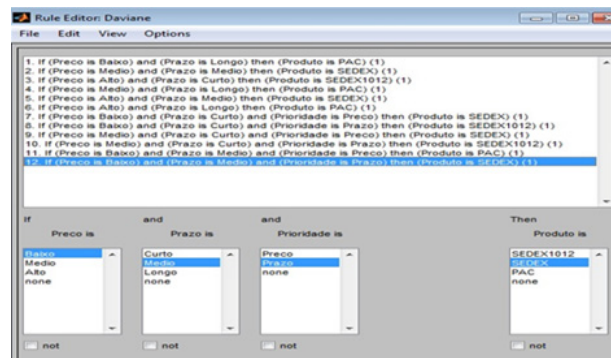 Rule Editor: Daviane
File Edit View Options
1. If (Preco is Baixo) and (Prazo is Longo) then (Produto is PAC) (1)
2. If (Preco is Medio) and (Prazo is Medio) then (Produto is SEDEX) (1)
3. If (Preco is Alto) and (Prazo is Curto) then (Produto is SEDEX1012) (1)
4. If (Preco is Medio) and (Prazo is Longo) then (Produto is PAC) (1)
5. If (Preco is Alto) and (Prazo is Medio) then (Produto is SEDEX) (1)
6. If (Preco is Alto) and (Prazo is Longo) then (Produto is PAC) (1)
7. If (Preco is Baixo) and (Prazo is Curto) and (Prioridade is Preco) then (Produto is SEDEX) (1)
8. If (Preco is Baixo) and (Prazo is Curto) and (Prioridade is Prazo) then (Produto is SEDEX1012) (1)
9. If (Preco is Medio) and (Prazo is Curto) and (Prioridade is Preco) then (Produto is SEDEX) (1)
10. If (Preco is Medio) and (Prazo is Curto) and (Prioridade is Prazo) then (Produto is SEDEX1012) (1)
11. If (Preco is Baixo) and (Prazo is Medio) and (Prioridade is Preco) then (Produto is PAC) (1)
12. If (Preco is Baixo) and (Prazo is Medio) and (Prioridade is Prazo) then (Produto is SEDEX) (1)
If and and Then
Preco is Prazo is Prioridade is Produto is
Baixo Curto Preco SEDEX1012
Medio Medio Prazo SEDEX
Alto Longo none PAC
none none none
not not not not